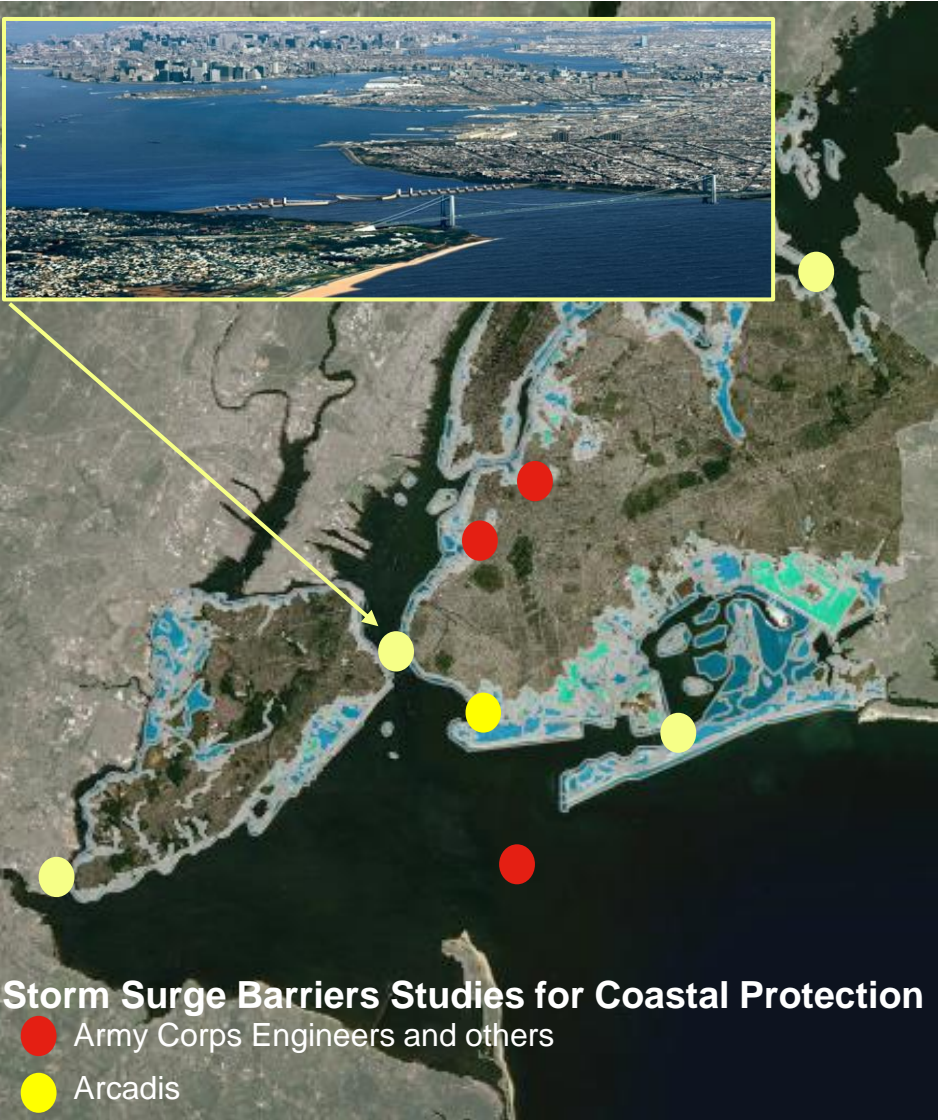 Storm Surge Barriers Studies for Coastal Protection
Army Corps Engineers and others
Arcadis